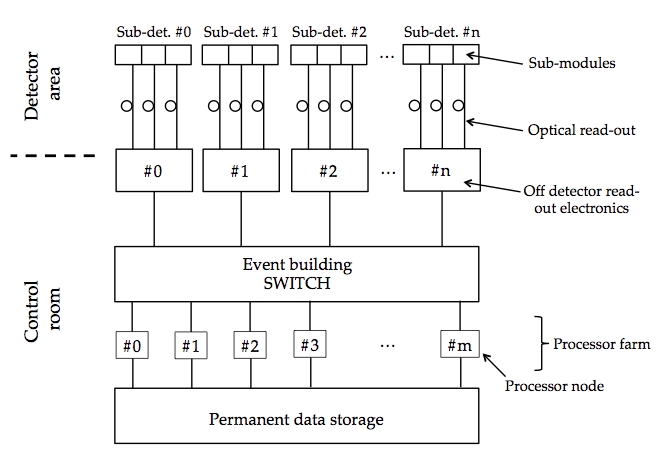 Sub-det. #0 Sub-det. #1 Sub-det. #2 Sub-det. #n
...
Sub-modules
Detector
area
Optical read-out
#0 #1 #2 ... #n
Off detector read-
out electronics
Event building
SWITCH
Control
room
#0 #1 #2 #3 ... #m
Processor farm
Processor node
Permanent data storage